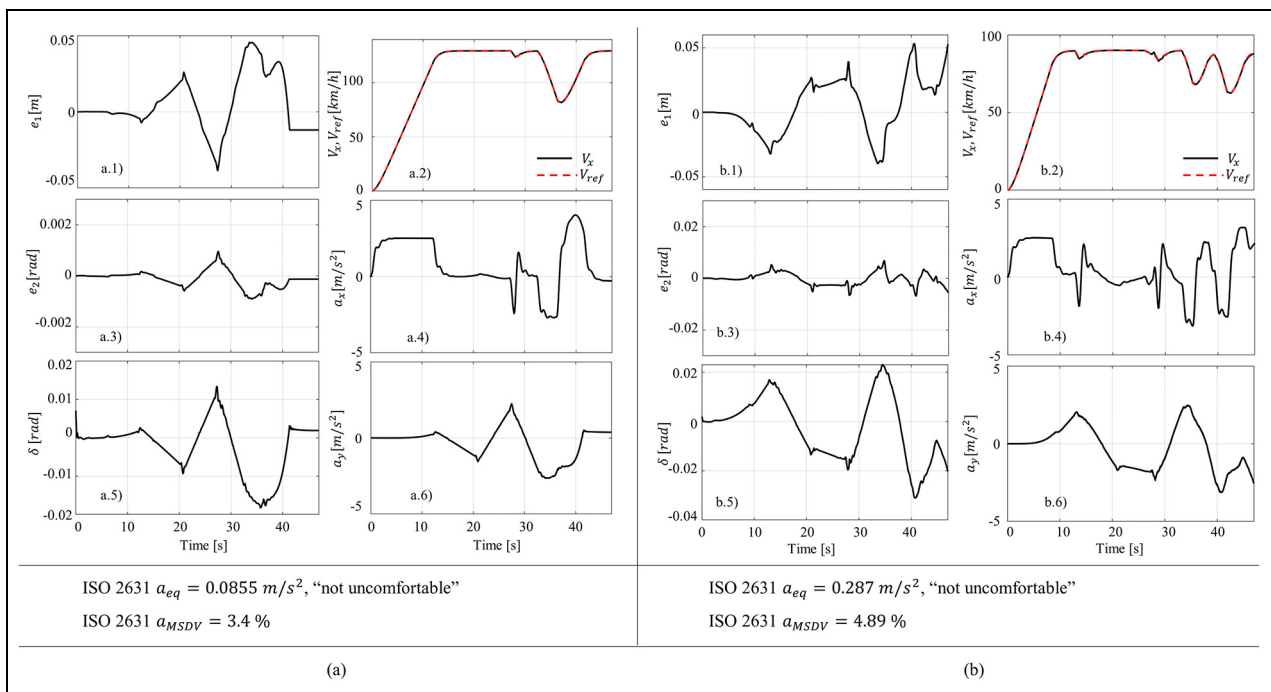 0.05
0
-0.05
e₁[m]
a.1)
100
50
0
Vₓ, V_ref [km/h]
a.2)
Vₓ
V_ref
0.002
0
-0.002
e₂[rad]
a.3)
5
0
-5
aₓ[m/s²]
a.4)
0.02
0.01
0
-0.01
-0.02
δ [rad]
a.5)
0 10 20 30 40
Time [s]
5
0
-5
a_y[m/s²]
a.6)
0 10 20 30 40
Time [s]
ISO 2631 a_eq = 0.0855 m/s², “not uncomfortable”
ISO 2631 a_MSDV = 3.4 %
(a)
0.05
0
-0.05
e₁[m]
b.1)
100
50
0
Vₓ, V_ref [km/h]
b.2)
Vₓ
V_ref
0.02
0
-0.02
e₂[rad]
b.3)
5
0
-5
aₓ[m/s²]
b.4)
0.02
0
-0.02
-0.04
δ [rad]
b.5)
0 10 20 30 40
Time [s]
5
0
-5
a_y[m/s²]
b.6)
0 10 20 30 40
Time [s]
ISO 2631 a_eq = 0.287 m/s², “not uncomfortable”
ISO 2631 a_MSDV = 4.89 %
(b)